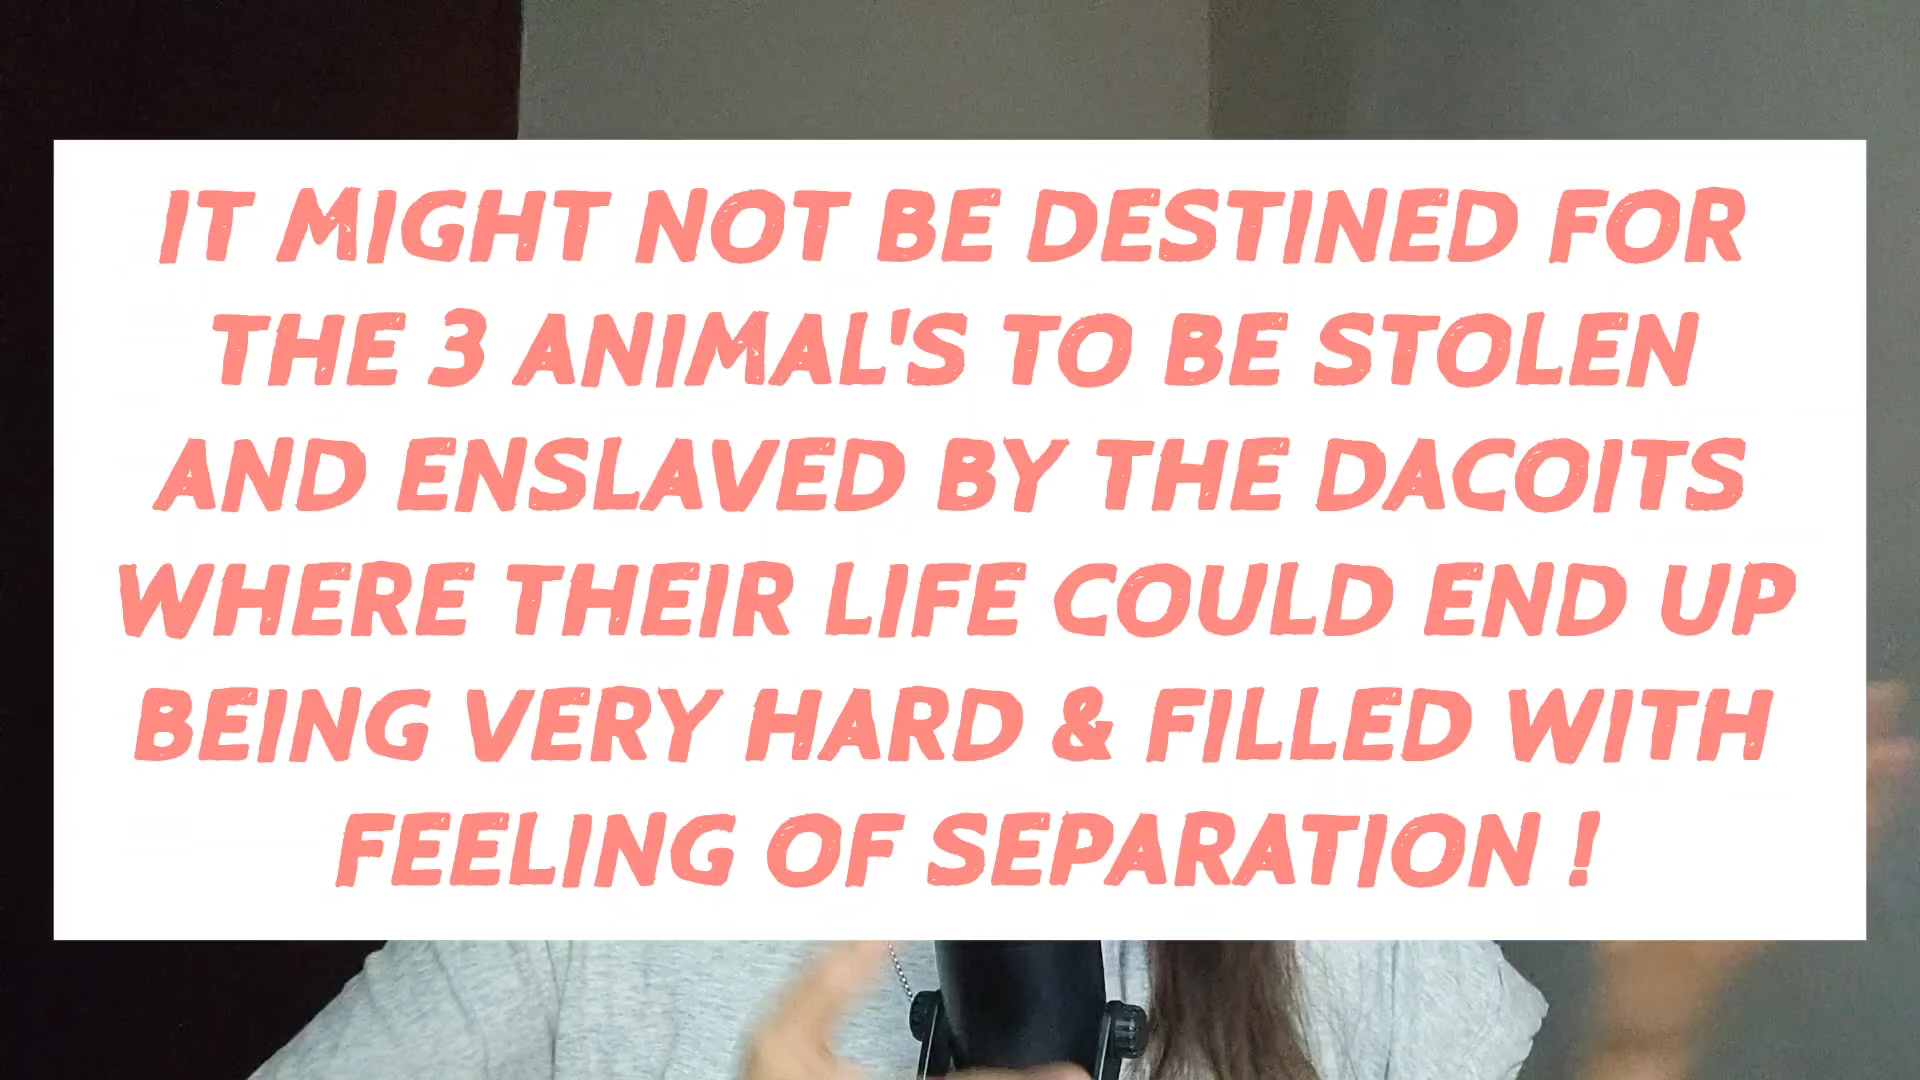 IT MIGHT NOT BE DESTINED FOR
THE 3 ANIMAL'S TO BE STOLEN
AND ENSLAVED BY THE DACOITS
WHERE THEIR LIFE COULD END UP
BEING VERY HARD & FILLED WITH
FEELING OF SEPARATION !